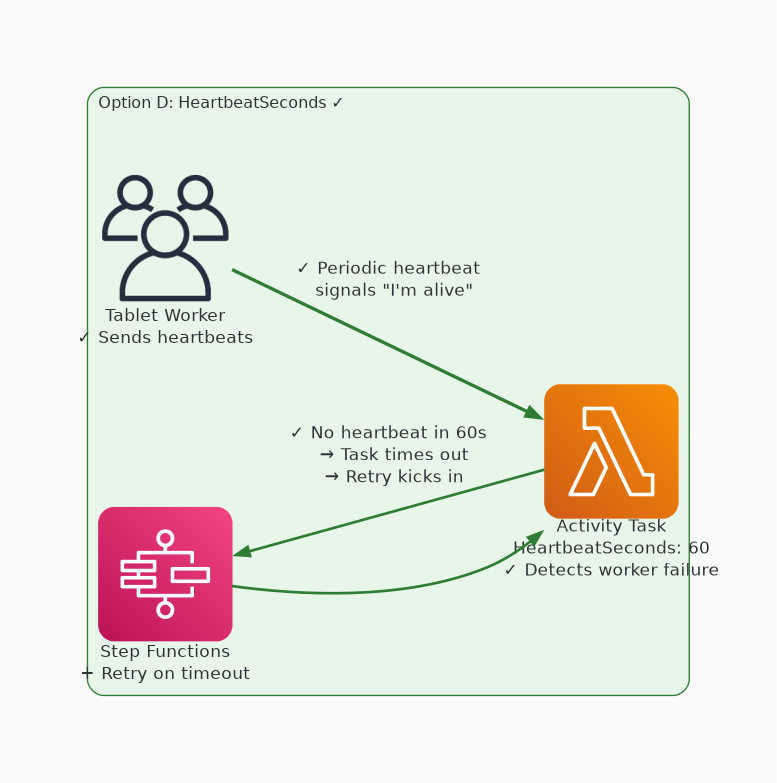 Option D: HeartbeatSeconds ✓
Tablet Worker
✓ Sends heartbeats
✓ Periodic heartbeat
signals "I'm alive"
✓ No heartbeat in 60s
→ Task times out
→ Retry kicks in
Activity Task
HeartbeatSeconds: 60
✓ Detects worker failure
Step Functions
+ Retry on timeout